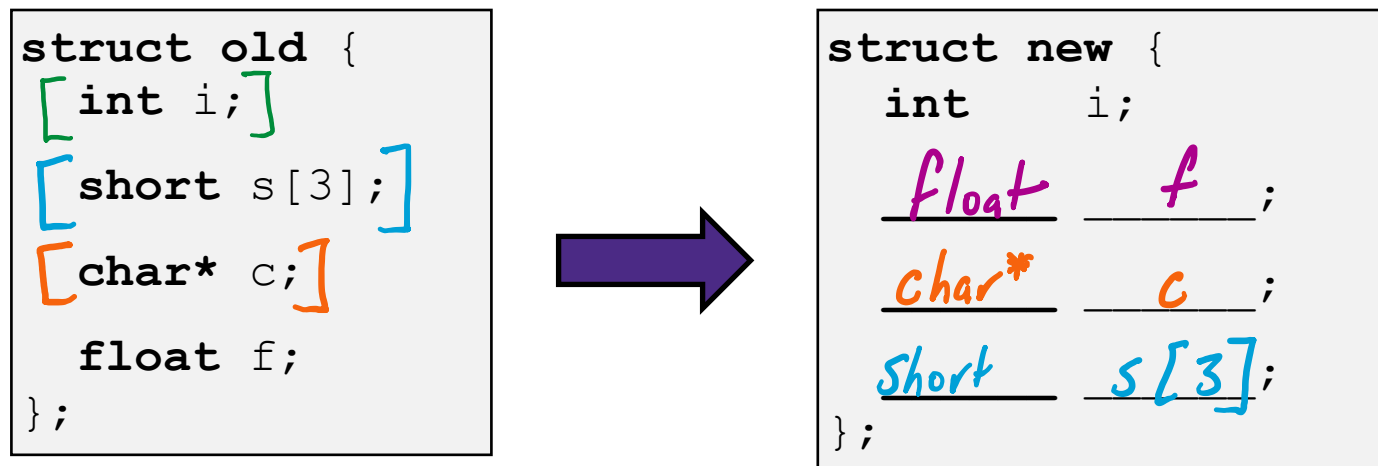 struct old {
int i;
short s[3];
char* c;
float f;
};
struct new {
int i;
float f;
char* c;
short s[3];
};